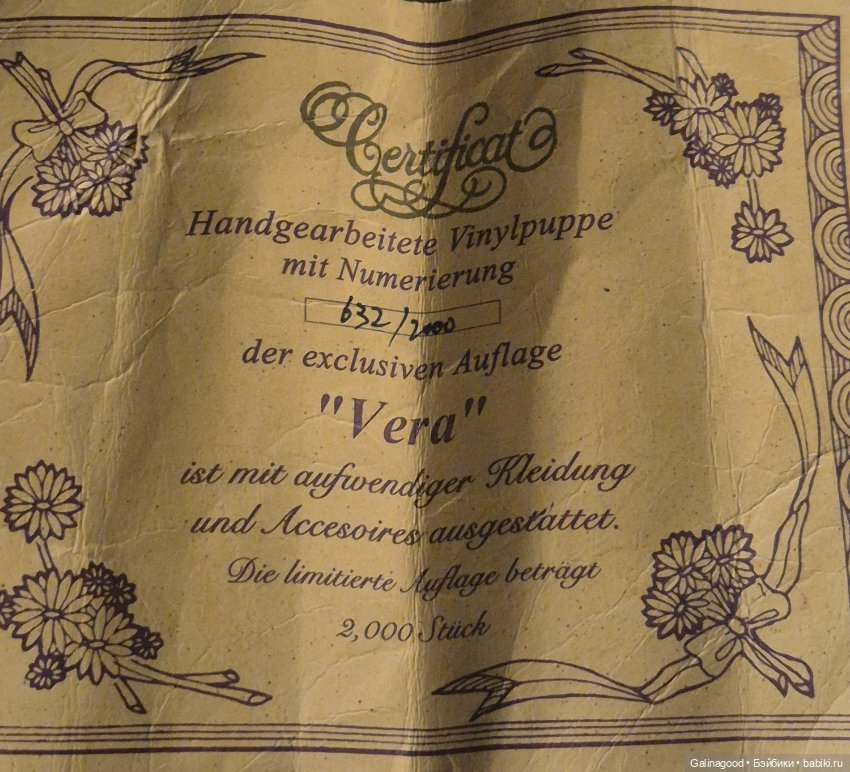 Certificat
Handgearbeitete Vinylpuppe
mit Numerierung
632/2000
der exclusiven Auflage
"Vera"
ist mit aufwendiger Kleidung
und Accesoires ausgestattet.
Die limitierte Auflage beträgt
2,000 Stück
Galinagood • Бэйбики • babiki.ru